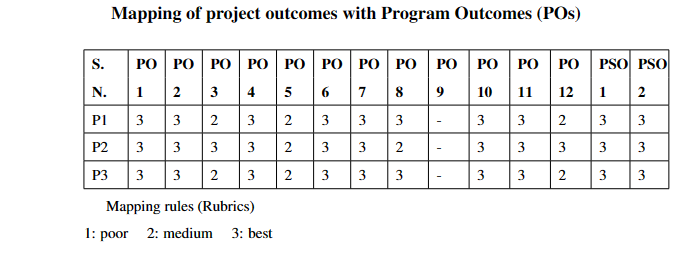 Mapping of project outcomes with Program Outcomes (POs)
S. PO PO PO PO PO PO PO PO PO PO PO PO PSO PSO
N. 1 2 3 4 5 6 7 8 9 10 11 12 1 2
P1 3 3 2 3 2 3 3 3 - 3 3 2 3 3
P2 3 3 3 3 2 3 3 2 - 3 3 3 3 3
P3 3 3 2 3 2 3 3 3 - 3 3 2 3 3
Mapping rules (Rubrics)
1: poor 2: medium 3: best